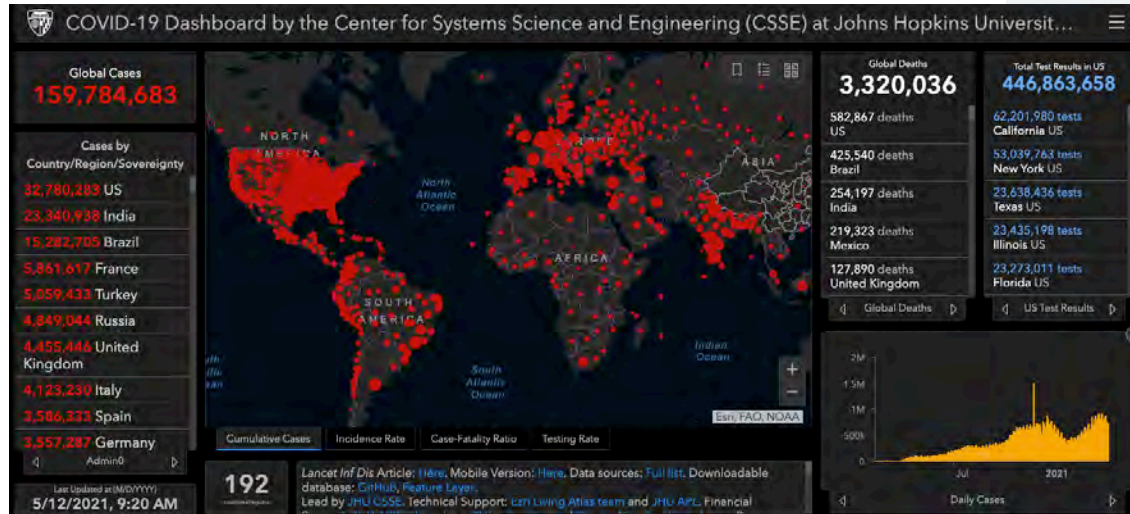 COVID-19 Dashboard by the Center for Systems Science and Engineering (CSSE) at Johns Hopkins Universit...
Global Cases
159,784,683
Cases by
Country/Region/Sovereignty
32,780,283 US
23,340,938 India
15,282,705 Brazil
5,861,617 France
5,059,433 Turkey
4,849,044 Russia
4,455,446 United
Kingdom
4,123,230 Italy
3,586,333 Spain
3,557,287 Germany
Admin0
Last Updated at (M/D/YYYY)
5/12/2021, 9:20 AM
NORTH
AMERICA
North
Atlantic
Ocean
EUROPE
ASIA
AFRICA
SOUTH
AMERICA
South
Atlantic
Ocean
Indian
Ocean
+
−
Esri, FAO, NOAA
Cumulative Cases
Incidence Rate
Case-Fatality Ratio
Testing Rate
192
Lancet Inf Dis Article: Here. Mobile Version: Here. Data sources: Full list. Downloadable
database: GitHub, Feature Layer.
Lead by JHU CSSE. Technical Support: Esri Living Atlas team and JHU APL. Financial
Global Deaths
3,320,036
582,867 deaths
US
425,540 deaths
Brazil
254,197 deaths
India
219,323 deaths
Mexico
127,890 deaths
United Kingdom
Global Deaths
Total Test Results in US
446,863,658
62,201,980 tests
California US
53,039,763 tests
New York US
23,638,436 tests
Texas US
23,435,198 tests
Illinois US
23,273,011 tests
Florida US
US Test Results
2M
1.5M
1M
500k
0
Jul
2021
Daily Cases